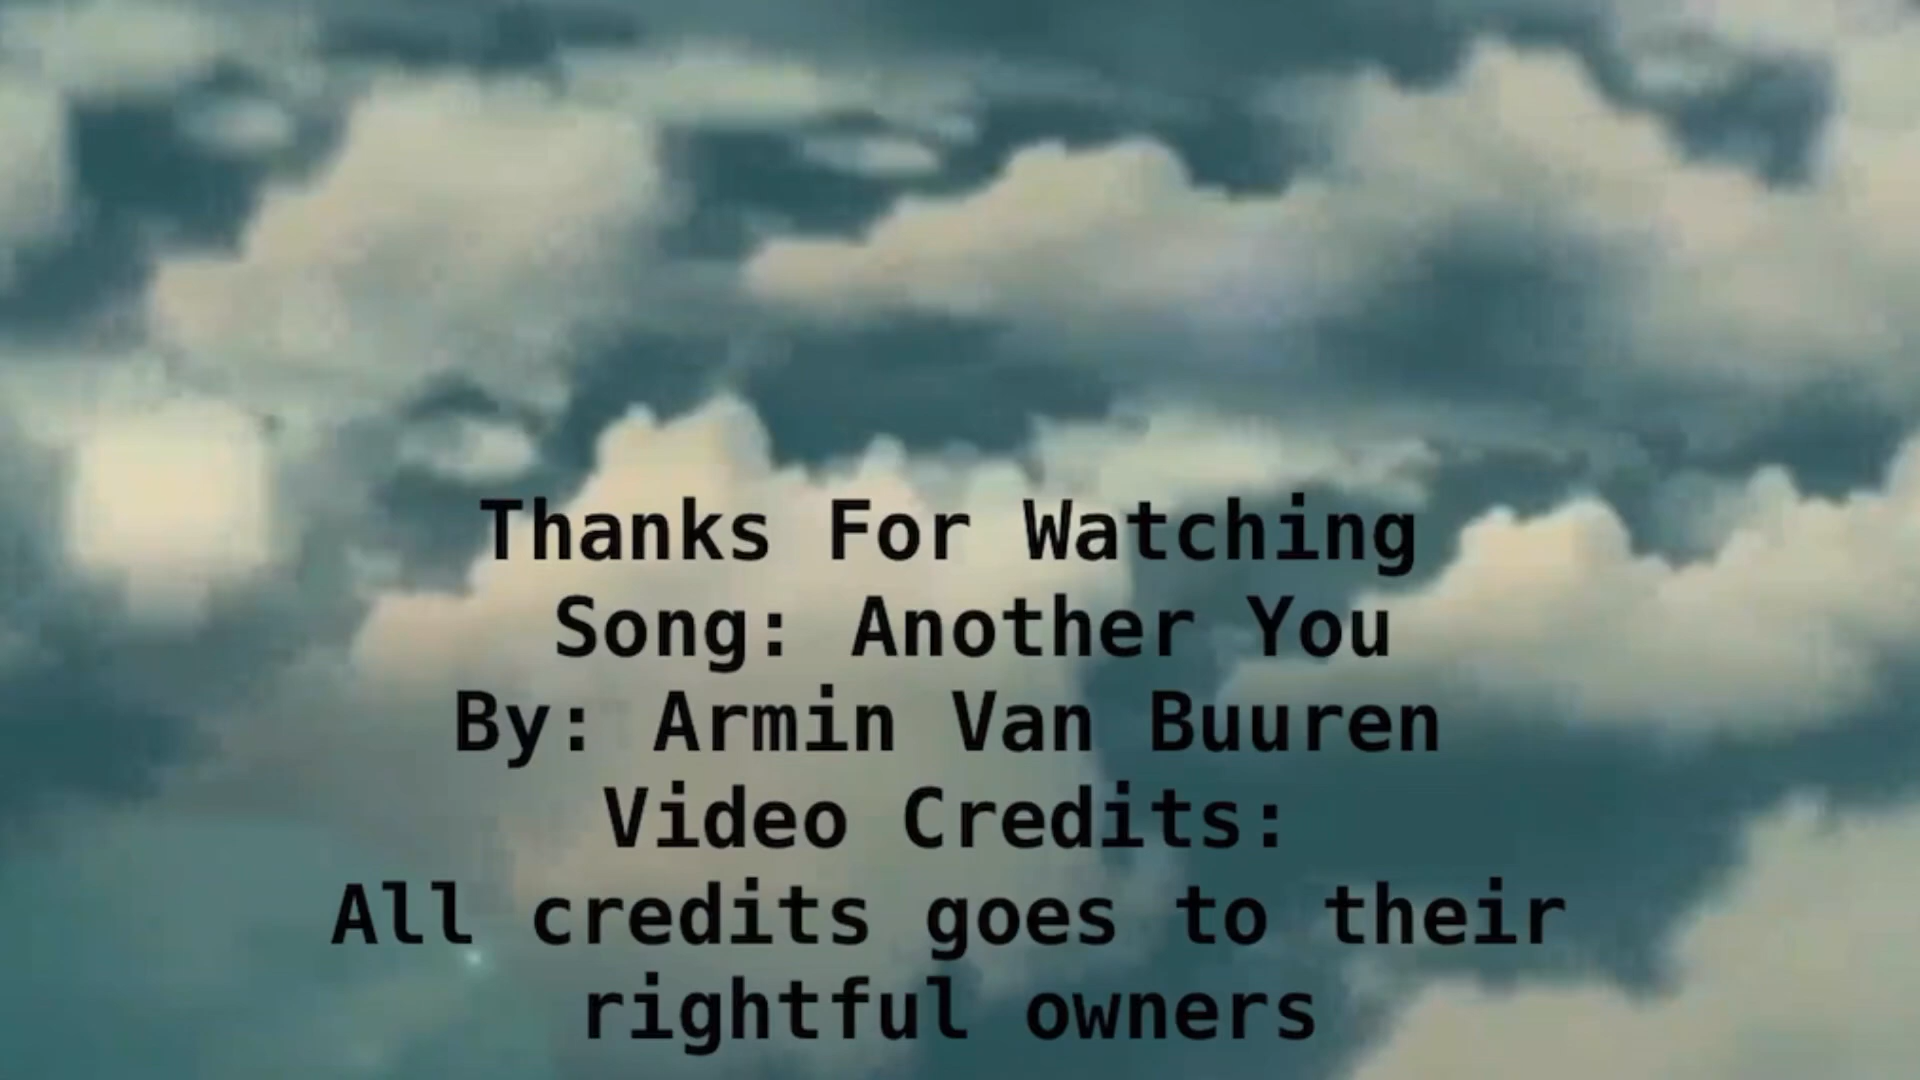 Thanks For Watching
Song: Another You
By: Armin Van Buuren
Video Credits:
All credits goes to their
rightful owners